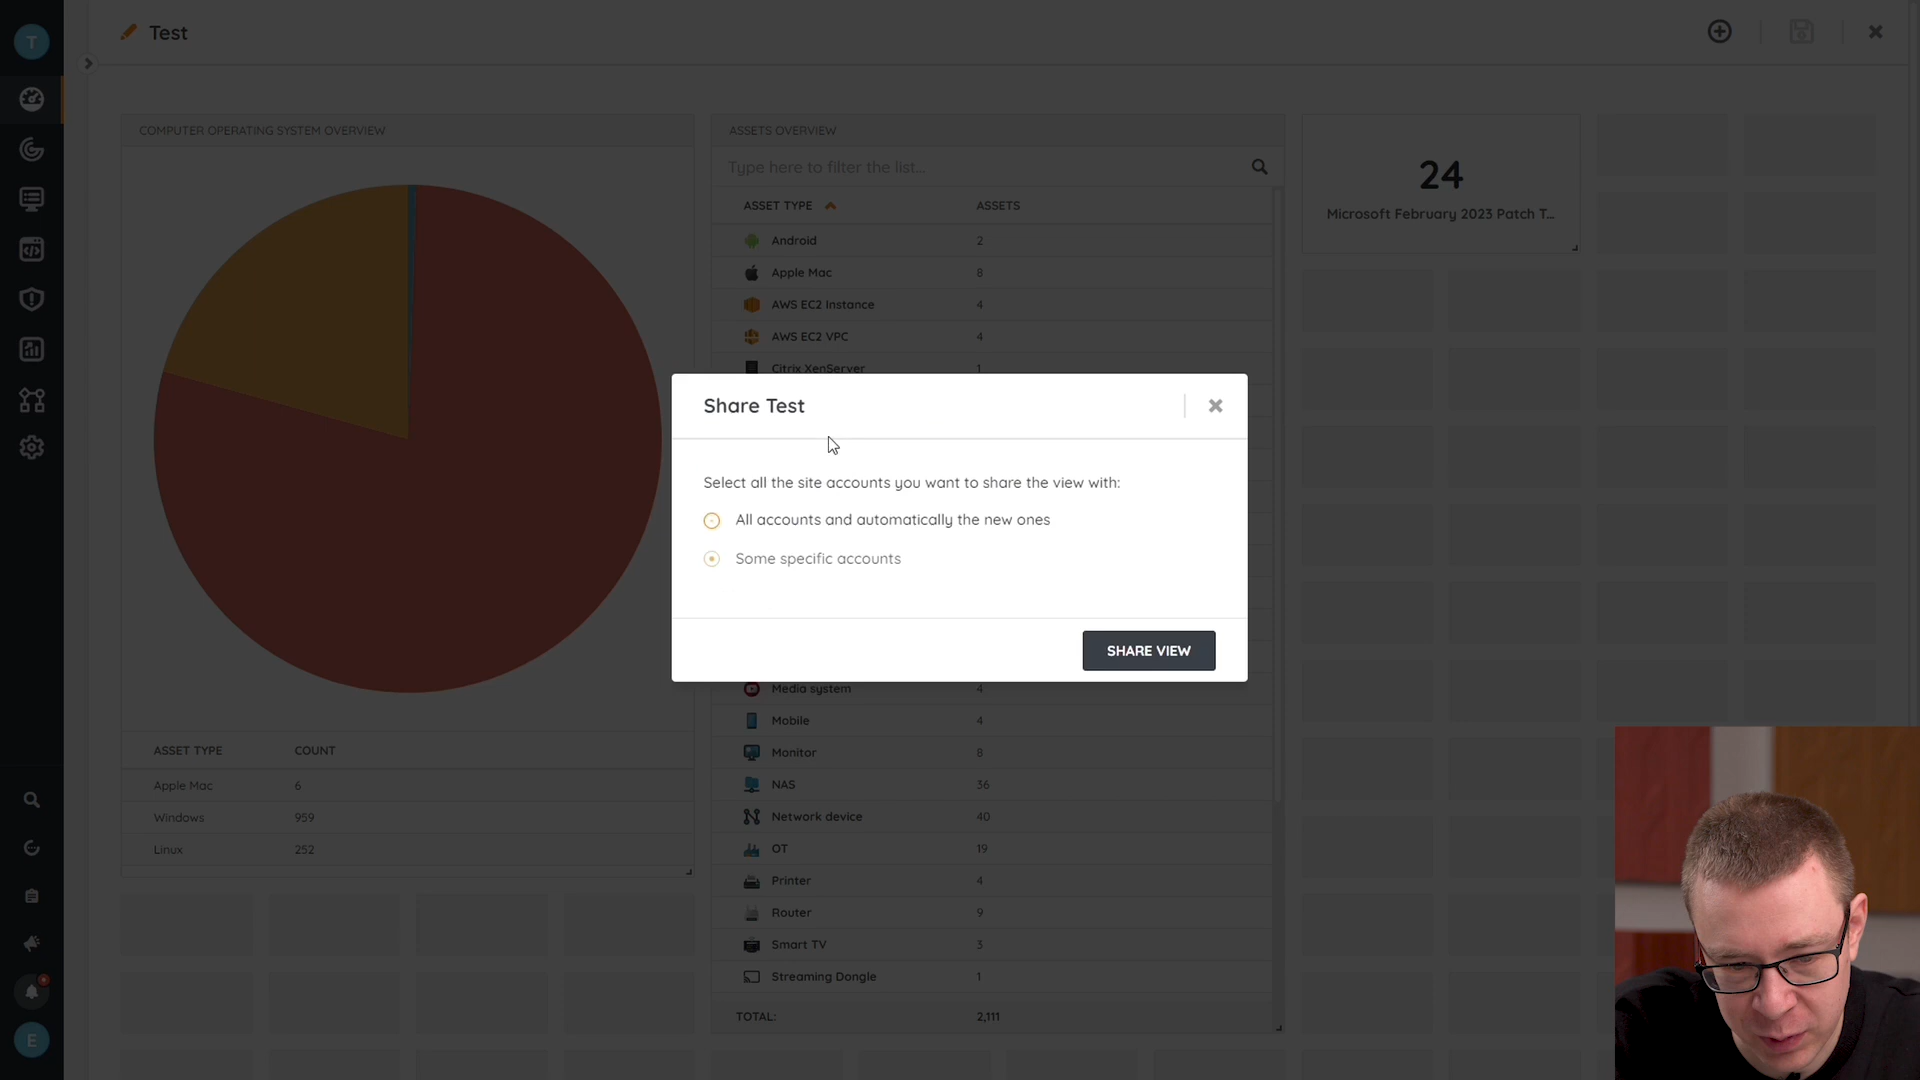 T
Test
COMPUTER OPERATING SYSTEM OVERVIEW
ASSET TYPE COUNT
Apple Mac 6
Windows 959
Linux 252
ASSETS OVERVIEW
Type here to filter the list...
ASSET TYPE ASSETS
Android 2
Apple Mac 8
AWS EC2 Instance 4
AWS EC2 VPC 4
Citrix XenServer 1
Media system 4
Mobile 4
Monitor 8
NAS 36
Network device 40
OT 19
Printer 4
Router 9
Smart TV 3
Streaming Dongle 1
TOTAL: 2,111
24
Microsoft February 2023 Patch T...
Share Test
Select all the site accounts you want to share the view with:
All accounts and automatically the new ones
Some specific accounts
SHARE VIEW
E